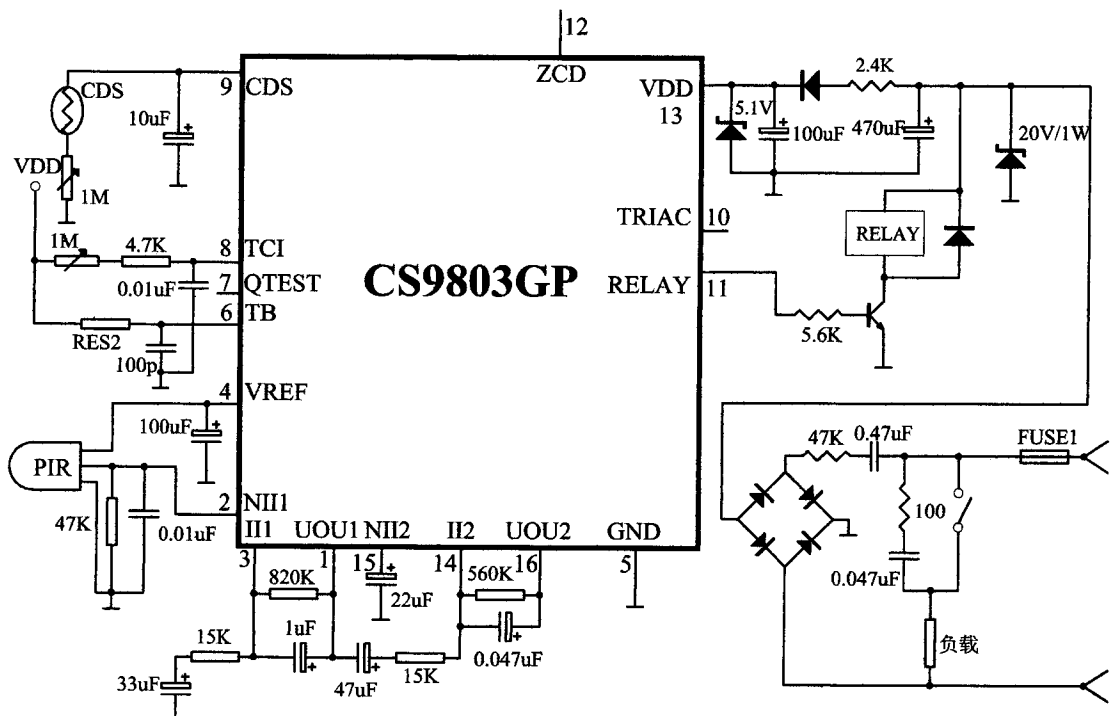 12
ZCD
9 CDS
CDS
10uF
VDD
1M
VDD
13
5.1V
100uF
2.4K
470uF
20V/1W
TRIAC
10
RELAY
1M
4.7K
8 TCI
0.01uF
7 QTEST
6 TB
RES2
100p
CS9803GP
RELAY
11
5.6K
4 VREF
100uF
PIR
2 NII1
47K
0.01uF
II1
UOU1
NII2
II2
UOU2
GND
3
1
15
14
16
5
820K
22uF
560K
15K
1uF
47uF
15K
0.047uF
33uF
47K
0.47uF
FUSE1
100
0.047uF
负载